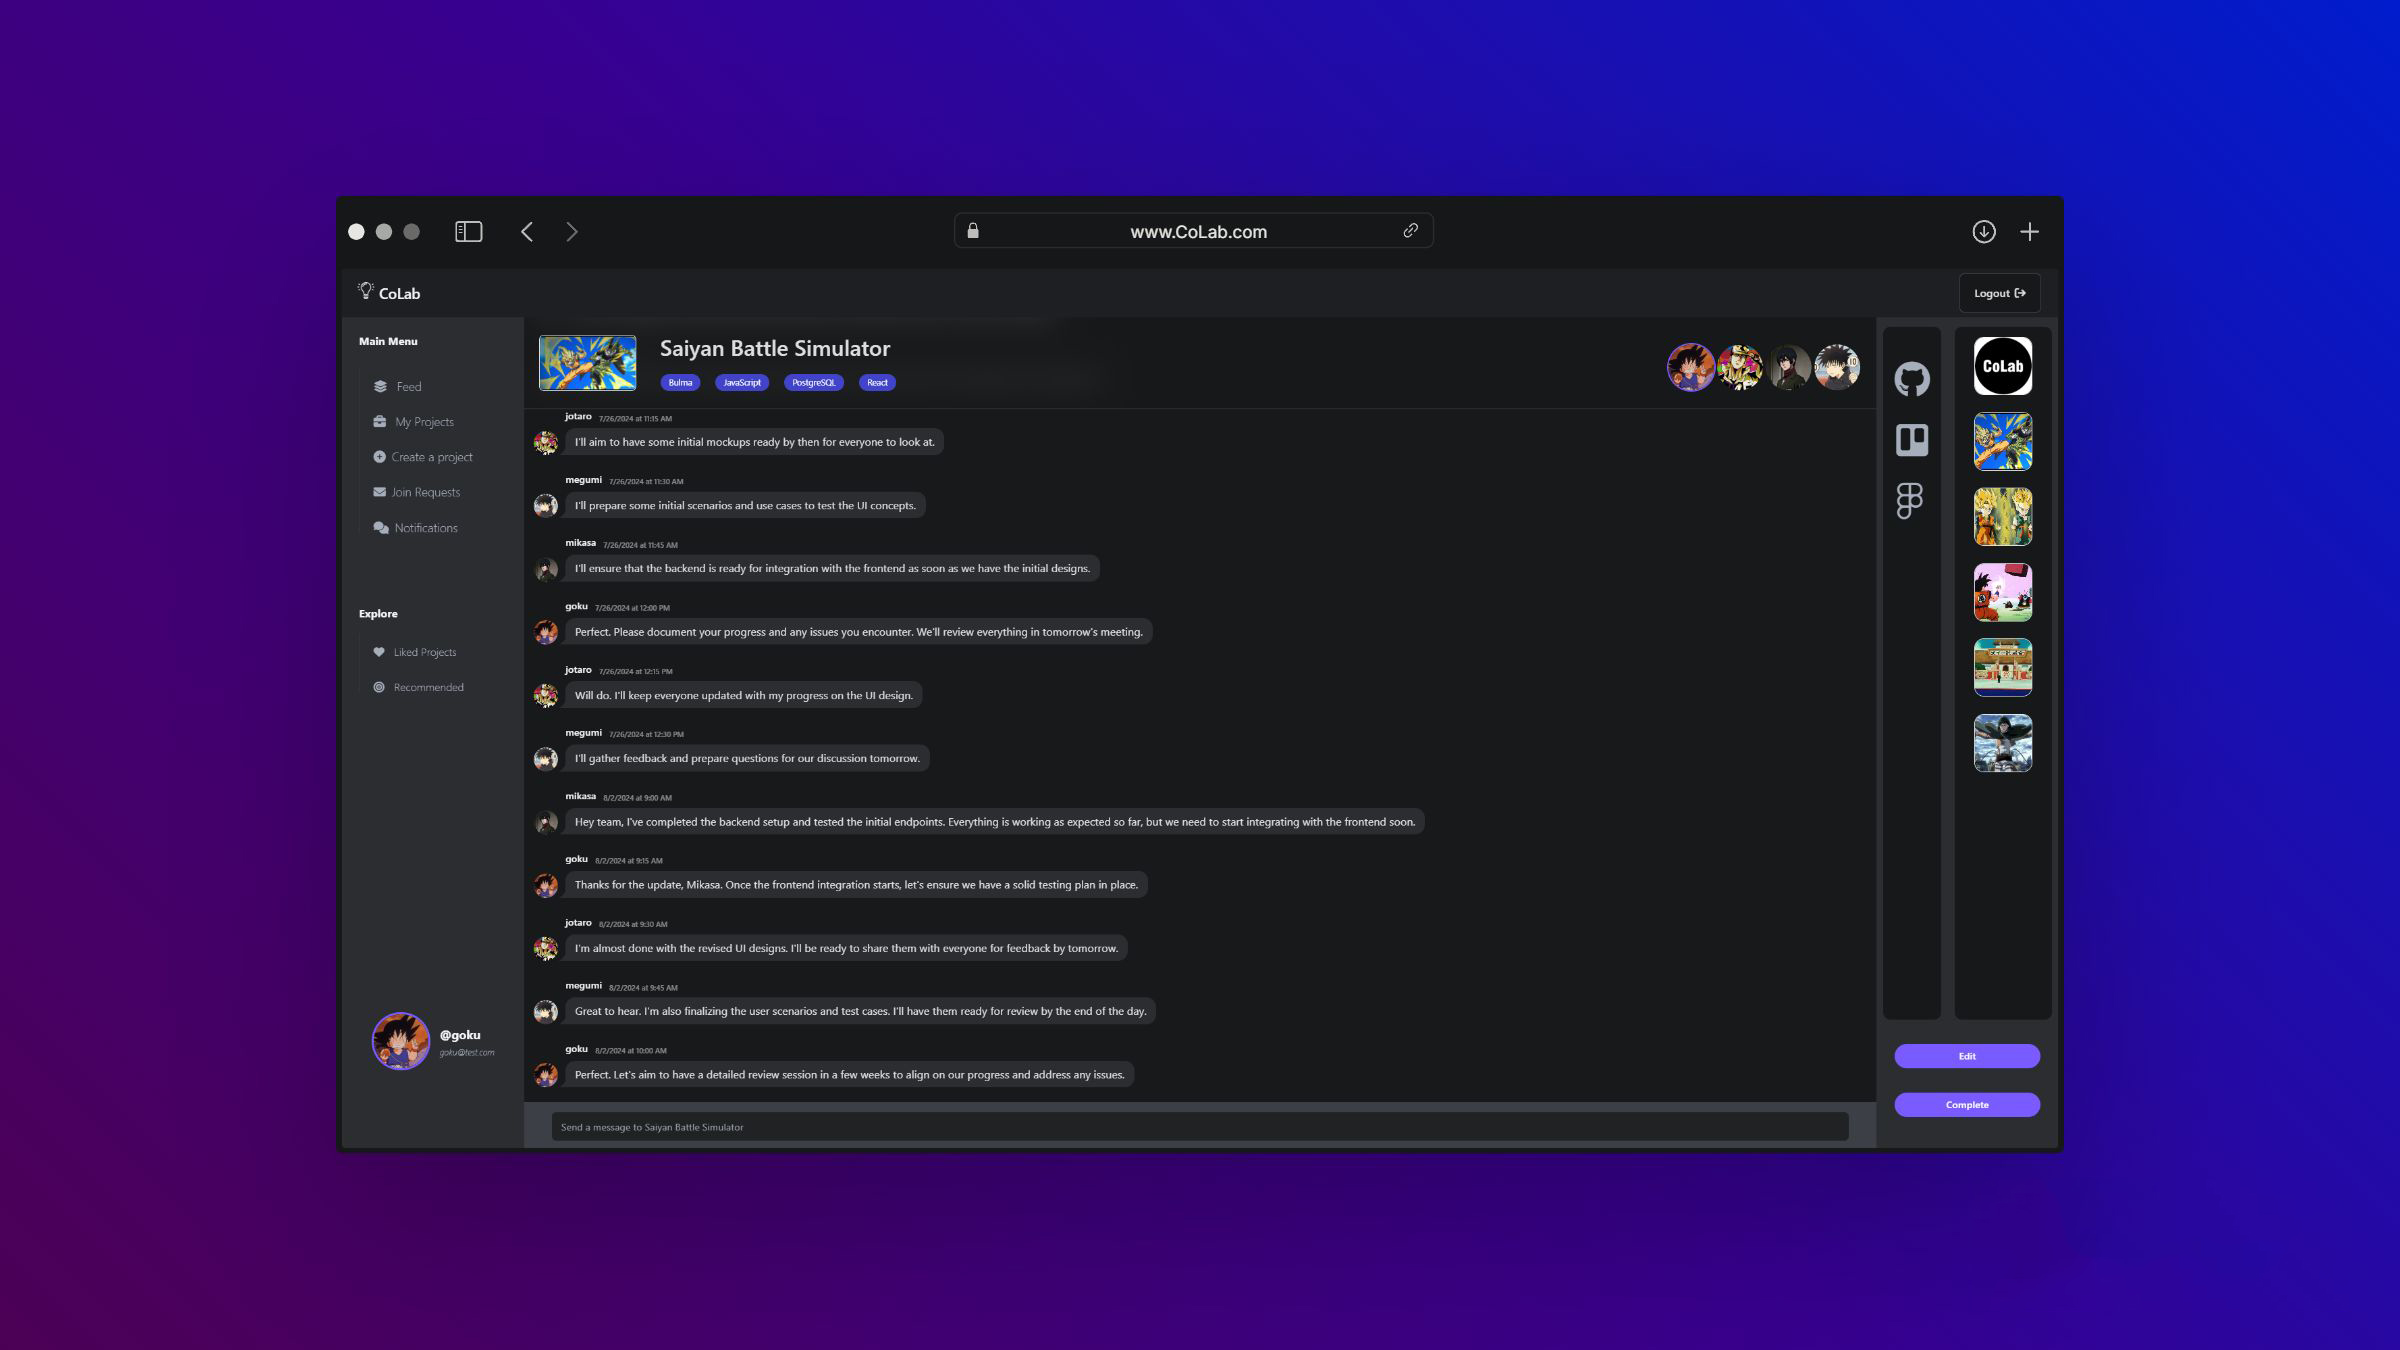 www.CoLab.com
CoLab
Logout
Main Menu
Feed
My Projects
Create a project
Join Requests
Notifications
Explore
Liked Projects
Recommended
@goku
goku@test.com
Saiyan Battle Simulator
Bulma JavaScript PostgreSQL React
jotaro 7/26/2024 at 11:15 AM
I'll aim to have some initial mockups ready by then for everyone to look at.
megumi 7/26/2024 at 11:30 AM
I'll prepare some initial scenarios and use cases to test the UI concepts.
mikasa 7/26/2024 at 11:45 AM
I'll ensure that the backend is ready for integration with the frontend as soon as we have the initial designs.
goku 7/26/2024 at 12:00 PM
Perfect. Please document your progress and any issues you encounter. We'll review everything in tomorrow's meeting.
jotaro 7/26/2024 at 12:15 PM
Will do. I'll keep everyone updated with my progress on the UI design.
megumi 7/26/2024 at 12:30 PM
I'll gather feedback and prepare questions for our discussion tomorrow.
mikasa 8/2/2024 at 9:00 AM
Hey team, I've completed the backend setup and tested the initial endpoints. Everything is working as expected so far, but we need to start integrating with the frontend soon.
goku 8/2/2024 at 9:15 AM
Thanks for the update, Mikasa. Once the frontend integration starts, let's ensure we have a solid testing plan in place.
jotaro 8/2/2024 at 9:30 AM
I'm almost done with the revised UI designs. I'll be ready to share them with everyone for feedback by tomorrow.
megumi 8/2/2024 at 9:45 AM
Great to hear. I'm also finalizing the user scenarios and test cases. I'll have them ready for review by the end of the day.
goku 8/2/2024 at 10:00 AM
Perfect. Let's aim to have a detailed review session in a few weeks to align on our progress and address any issues.
Send a message to Saiyan Battle Simulator
CoLab
Edit
Complete